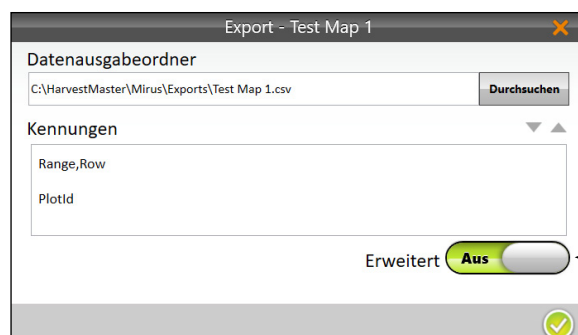 Export - Test Map 1
Datenausgabeordner
C:\HarvestMaster\Mirus\Exports\Test Map 1.csv
Durchsuchen
Kennungen
Range,Row
PlotId
Erweitert
Aus